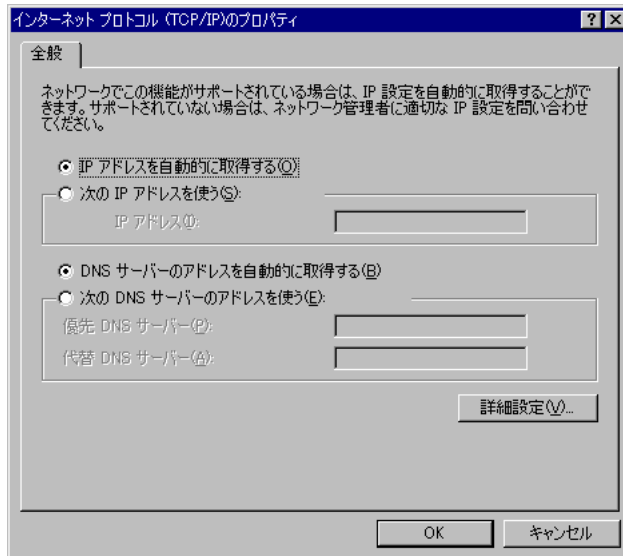 インターネット プロトコル (TCP/IP)のプロパティ
全般
ネットワークでこの機能がサポートされている場合は、IP 設定を自動的に取得することがで
きます。サポートされていない場合は、ネットワーク管理者に適切な IP 設定を問い合わせ
てください。
IP アドレスを自動的に取得する(O)
次の IP アドレスを使う(S):
IP アドレス(I):
DNS サーバーのアドレスを自動的に取得する(B)
次の DNS サーバーのアドレスを使う(E):
優先 DNS サーバー(P):
代替 DNS サーバー(A):
詳細設定(V)...
OK
キャンセル